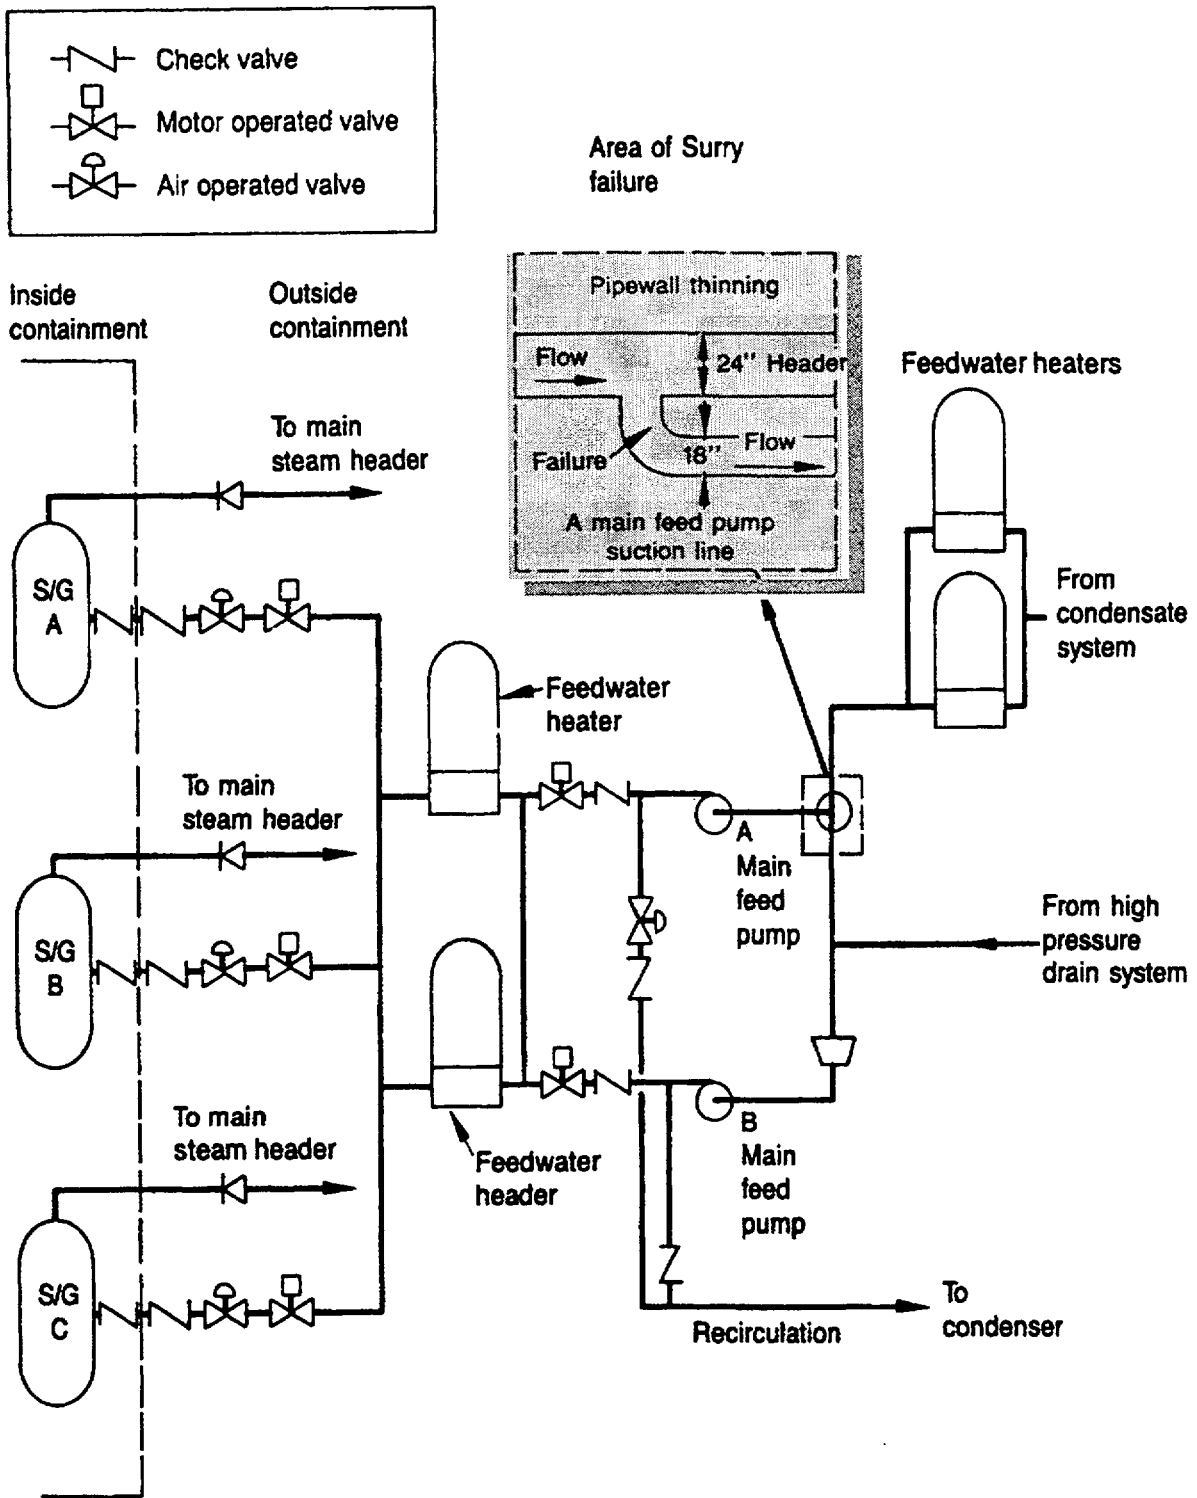 Check valve
Motor operated valve
Air operated valve
Area of Surry
failure
Inside
containment
Outside
containment
Pipewall thinning
Flow
24" Header
18"
Flow
Failure
A main feed pump
suction line
Feedwater heaters
To main
steam header
S/G
A
From
condensate
system
Feedwater
heater
To main
steam header
A
Main
feed
pump
S/G
B
From high
pressure
drain system
To main
steam header
Feedwater
header
B
Main
feed
pump
S/G
C
Recirculation
To
condenser